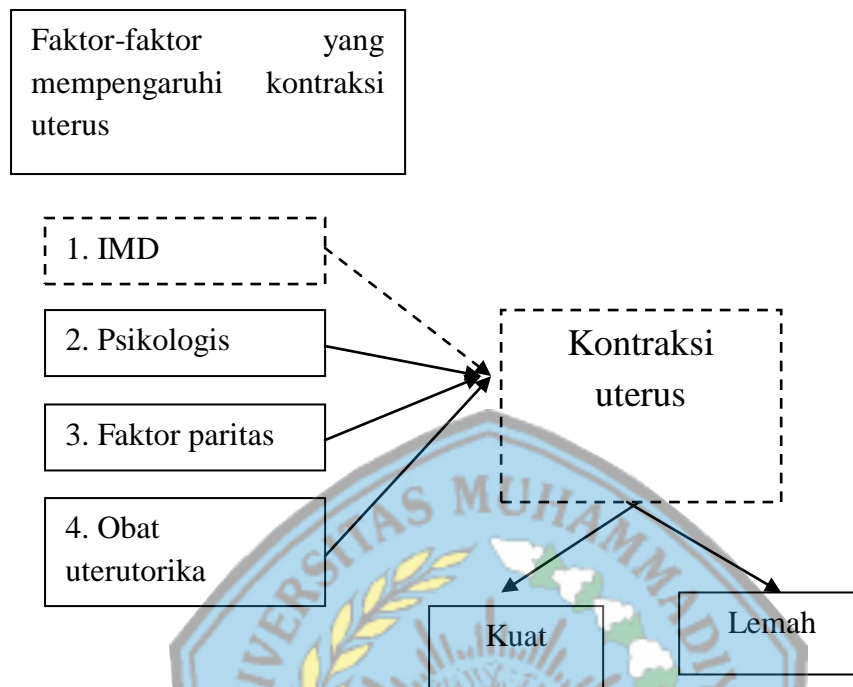 Faktor-faktor yang
mempengaruhi kontraksi
uterus
1. IMD
2. Psikologis
3. Faktor paritas
4. Obat
uterutorika
Kontraksi
uterus
Kuat
Lemah